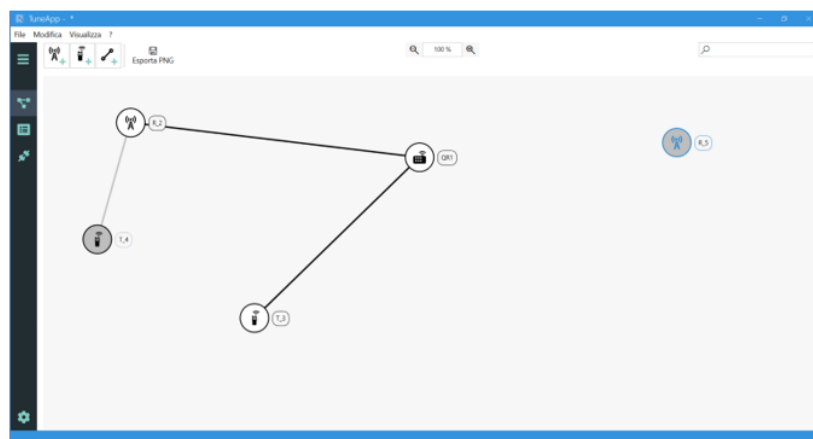 TuneApp - *
File Modifica Visualizza ?
Esporta PNG
100 %
R_2
QR1
R_5
T_4
T_3